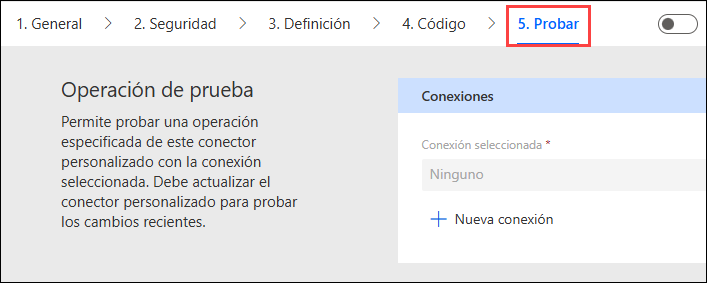 1. General > 2. Seguridad > 3. Definición > 4. Código > 5. Probar
Operación de prueba
Permite probar una operación
especificada de este conector
personalizado con la conexión
seleccionada. Debe actualizar el
conector personalizado para probar
los cambios recientes.
Conexiones
Conexión seleccionada *
Ninguno
+ Nueva conexión